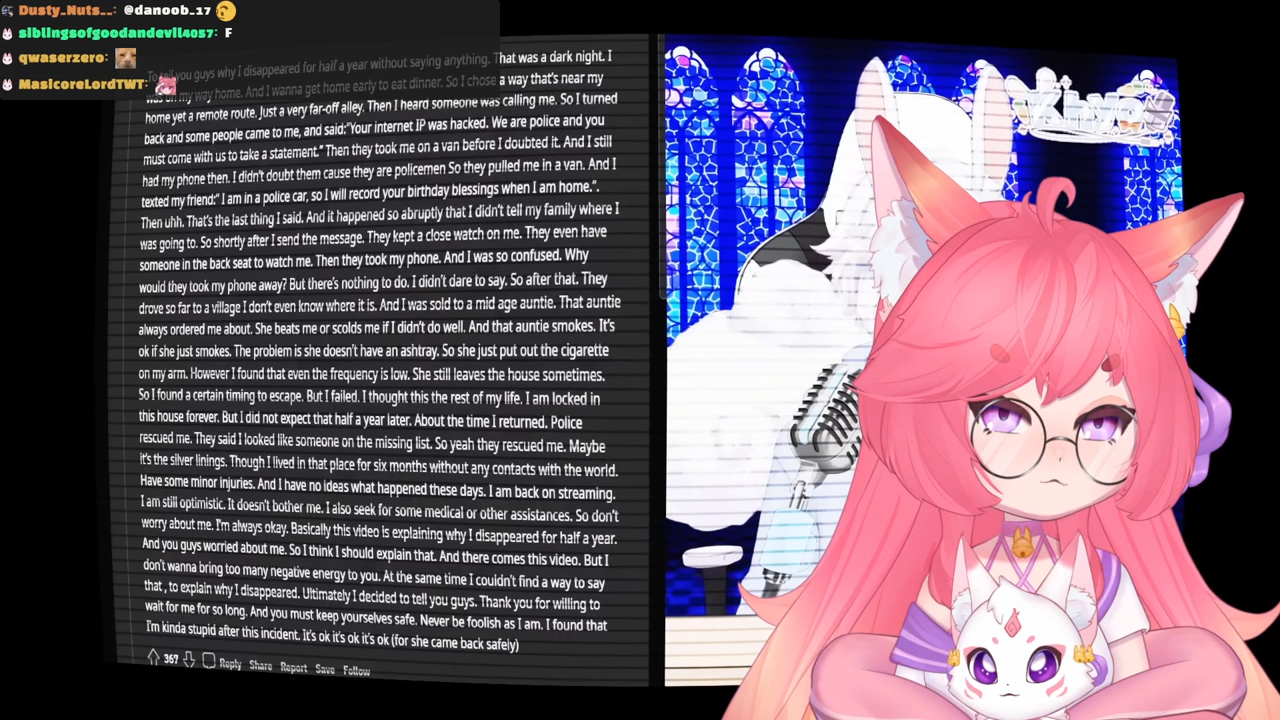 Dusty_Nuts__: @danoob_17
siblingsofgoodandevil4057: F
qwaserzero:
MasicoreLordTWT:
To tell you guys why I disappeared for half a year without saying anything. That was a dark night. I
was on my way home. And I wanna get home early to eat dinner. So I chose a way that's near my
home yet a remote route. Just a very far-off alley. Then I heard someone was calling me. So I turned
back and some people came to me, and said: Your internet IP was hacked. We are police and you
must come with us to take a statement. Then they took me on a van before I doubted it. And I still
had my phone then. I didn't doubt them cause they are policemen. So they pulled me in a van. And I
texted my friend:" I am in a police car, so I will record your birthday blessings when I am home.".
Then uhh. That's the last thing I said. And it happened so abruptly that I didn't tell my family where I
was going to. So shortly after I send the message. They kept a close watch on me. They even have
someone in the back seat to watch me. Then they took my phone. And I was so confused. Why
would they took my phone away? But there's nothing to do. I didn't dare to say. So after that. They
drove so far to a village I don't even know where it is. And I was sold to a mid age auntie. That auntie
always ordered me about. She beats me or scolds me if I didn't do well. And that auntie smokes. It's
ok if she just smokes. The problem is she doesn't have an ashtray. So she just put out the cigarette
on my arm. However I found that even the frequency is low. She still leaves the house sometimes.
So I found a certain timing to escape. But I failed. I thought this the rest of my life. I am locked in
this house forever. But I did not expect that half a year later. About the time I returned. Police
rescued me. They said I looked like someone on the missing list. So yeah they rescued me. Maybe
it's the silver linings. Though I lived in that place for six months without any contacts with the world.
Have some minor injuries. And I have no ideas what happened these days. I am back on streaming.
I am still optimistic. It doesn't bother me. I also seek for some medical or other assistances. So don't
worry about me. I'm always okay. Basically this video is explaining why I disappeared for half a year.
And you guys worried about me. So I think I should explain that. And there comes this video. But I
don't wanna bring too many negative energy to you. At the same time I couldn't find a way to say
that , to explain why I disappeared. Ultimately I decided to tell you guys. Thank you for willing to
wait for me for so long. And you must keep yourselves safe. Never be foolish as I am. I found that
I'm kinda stupid after this incident. It's ok it's ok it's ok (for she came back safely)
367 Reply Share Report Save Follow